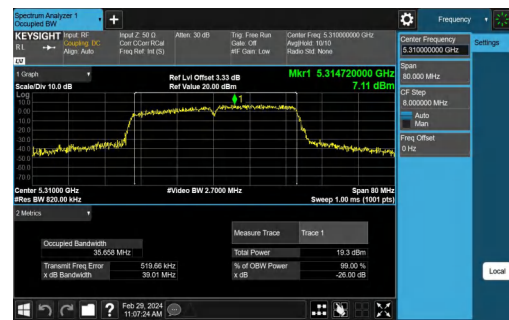 Spectrum Analyzer 1
Occupied BW
Frequency
KEYSIGHT
Input: RF
Input Z: 50 Ω
Atten: 30 dB
Trig: Free Run
Center Freq: 5.310000000 GHz
Coupling: DC
Corr CCorr RCal
Gate: Off
Avg|Hold: 10/10
RL
Align: Auto
Freq Ref: Int (S)
#IF Gain: Low
Radio Std: None
LV
1 Graph
Scale/Div 10.0 dB
Ref Lvl Offset 3.33 dB
Ref Value 20.00 dBm
Mkr1 5.314720000 GHz
7.11 dBm
Log
10.0
0.00
-10.0
-20.0
-30.0
-40.0
-50.0
-60.0
-70.0
1
Center 5.31000 GHz
#Video BW 2.7000 MHz
Span 80 MHz
#Res BW 820.00 kHz
Sweep 1.00 ms (1001 pts)
2 Metrics
Measure Trace
Trace 1
Occupied Bandwidth
35.658 MHz
Total Power
19.3 dBm
Transmit Freq Error
519.66 kHz
% of OBW Power
99.00 %
x dB Bandwidth
39.01 MHz
x dB
-26.00 dB
Center Frequency
5.310000000 GHz
Settings
Span
80.000 MHz
CF Step
8.000000 MHz
Auto
Man
Freq Offset
0 Hz
Local
?
Feb 29, 2024
11:07:24 AM